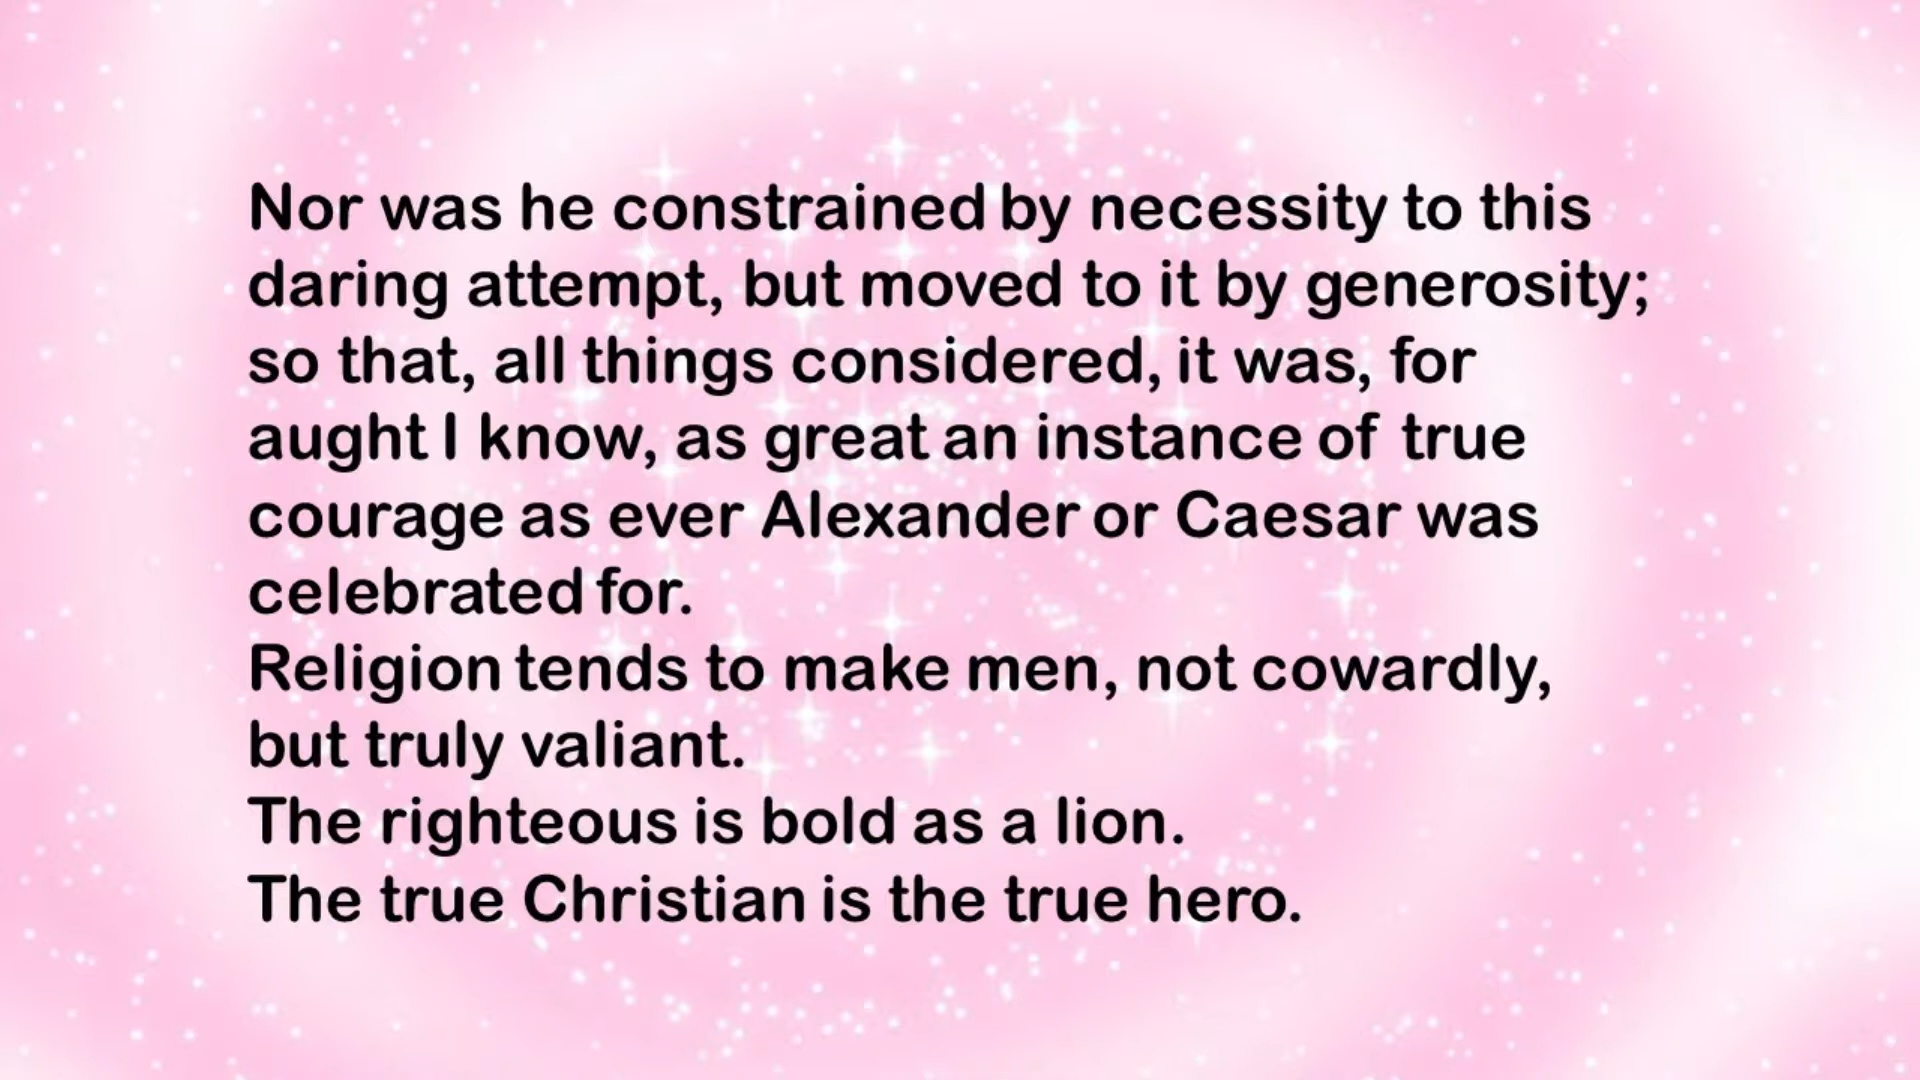 Nor was he constrained by necessity to this
daring attempt, but moved to it by generosity;
so that, all things considered, it was, for
aught I know, as great an instance of true
courage as ever Alexander or Caesar was
celebrated for.
Religion tends to make men, not cowardly,
but truly valiant.
The righteous is bold as a lion.
The true Christian is the true hero.